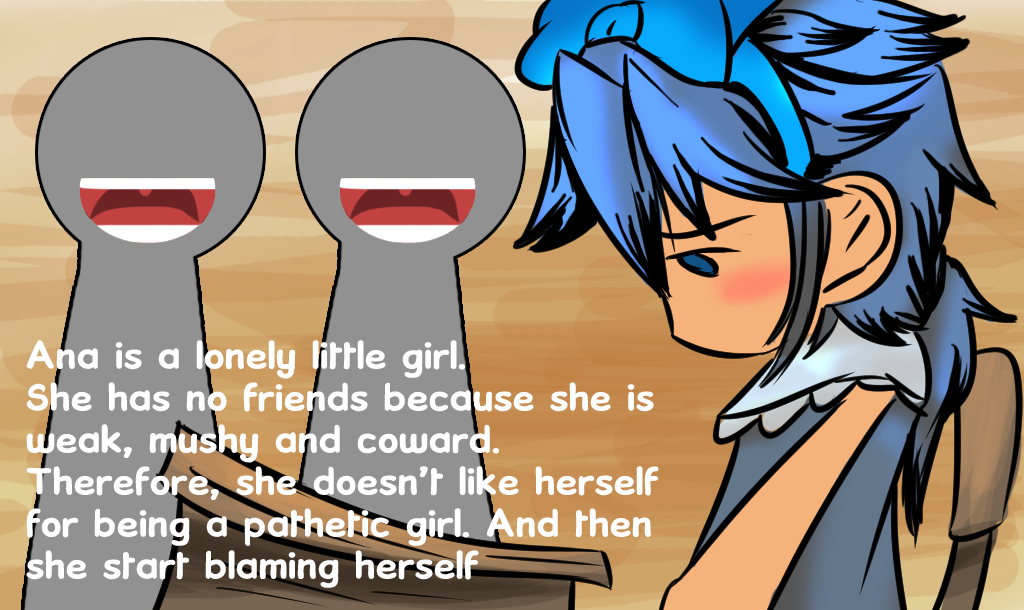 Ana is a lonely little girl.
She has no friends because she is
weak, mushy and coward.
Therefore, she doesn't like herself
for being a pathetic girl. And then
she start blaming herself